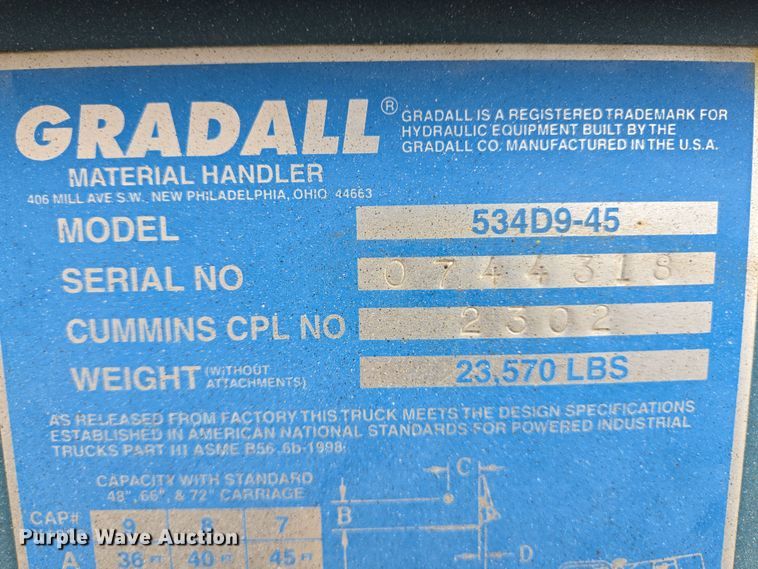 GRADALL®
GRADALL IS A REGISTERED TRADEMARK FOR
HYDRAULIC EQUIPMENT BUILT BY THE
GRADALL CO. MANUFACTURED IN THE U.S.A.
MATERIAL HANDLER
406 MILL AVE S.W. NEW PHILADELPHIA, OHIO 44663
MODEL 534D9-45
SERIAL NO 0744318
CUMMINS CPL NO 2302
WEIGHT (WITHOUT ATTACHMENTS) 23,570 LBS
AS RELEASED FROM FACTORY THIS TRUCK MEETS THE DESIGN SPECIFICATIONS
ESTABLISHED IN AMERICAN NATIONAL STANDARDS FOR POWERED INDUSTRIAL
TRUCKS PART III ASME B56.6b-1998.
CAPACITY WITH STANDARD
48", 66", & 72" CARRIAGE
C
B
D
CAP# 9 8 7
A 36 FT 40 FT 45 FT
Purple Wave Auction